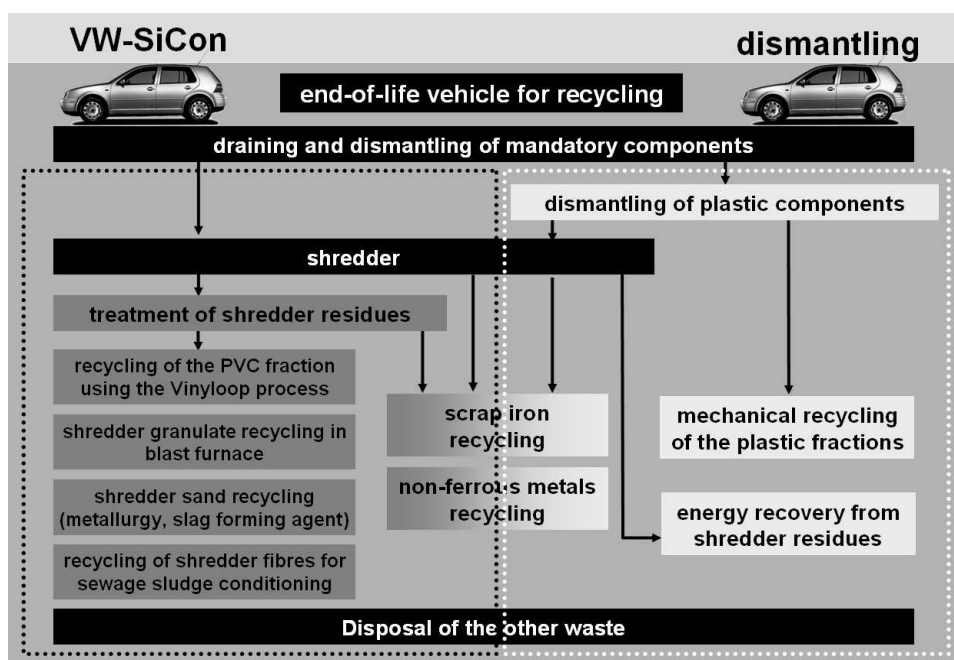 VW-SiCon
dismantling
end-of-life vehicle for recycling
draining and dismantling of mandatory components
dismantling of plastic components
shredder
treatment of shredder residues
recycling of the PVC fraction
using the Vinyloop process
shredder granulate recycling in
blast furnace
shredder sand recycling
(metallurgy, slag forming agent)
recycling of shredder fibres for
sewage sludge conditioning
scrap iron
recycling
non-ferrous metals
recycling
mechanical recycling
of the plastic fractions
energy recovery from
shredder residues
Disposal of the other waste